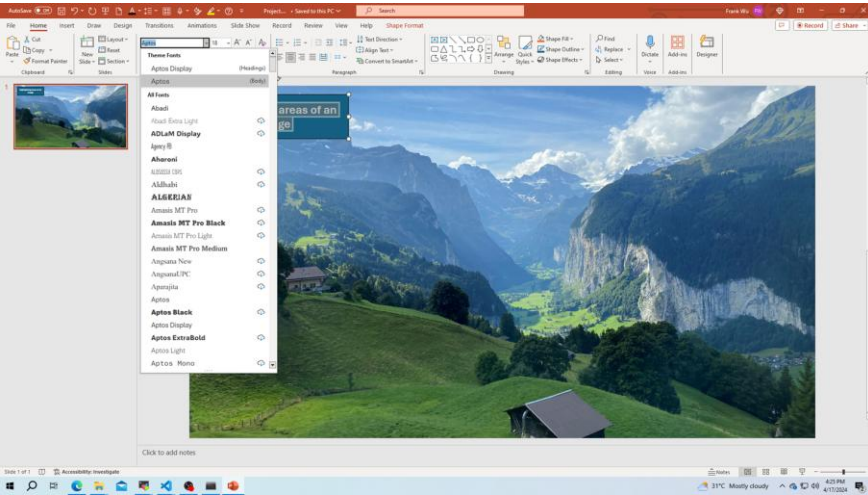 AutoSave
Project... • Saved to this PC
Search
Frank Wu
File Home Insert Draw Design Transitions Animations Slide Show Record Review View Help Shape Format
Record Share
Paste
Cut
Copy
Format Painter
Clipboard
New Slide
Layout
Reset
Section
Slides
Aptos
18
Text Direction
Align Text
Convert to SmartArt
Paragraph
Arrange
Quick Styles
Shape Fill
Shape Outline
Shape Effects
Drawing
Find
Replace
Select
Editing
Dictate
Voice
Add-ins
Add-ins
Designer
Theme Fonts
Aptos Display (Headings)
Aptos (Body)
All Fonts
Abadi
Abadi Extra Light
ADLaM Display
Agency FB
Aharoni
Aldhabi
ALGERIAN
Amasis MT Pro
Amasis MT Pro Black
Amasis MT Pro Light
Amasis MT Pro Medium
Angsana New
AngsanaUPC
Aparajita
Aptos
Aptos Black
Aptos Display
Aptos ExtraBold
Aptos Light
Aptos Mono
1
areas of an
ge
Click to add notes
Slide 1 of 1
Accessibility: Investigate
Notes
31°C Mostly cloudy
4:25 PM
4/17/2024